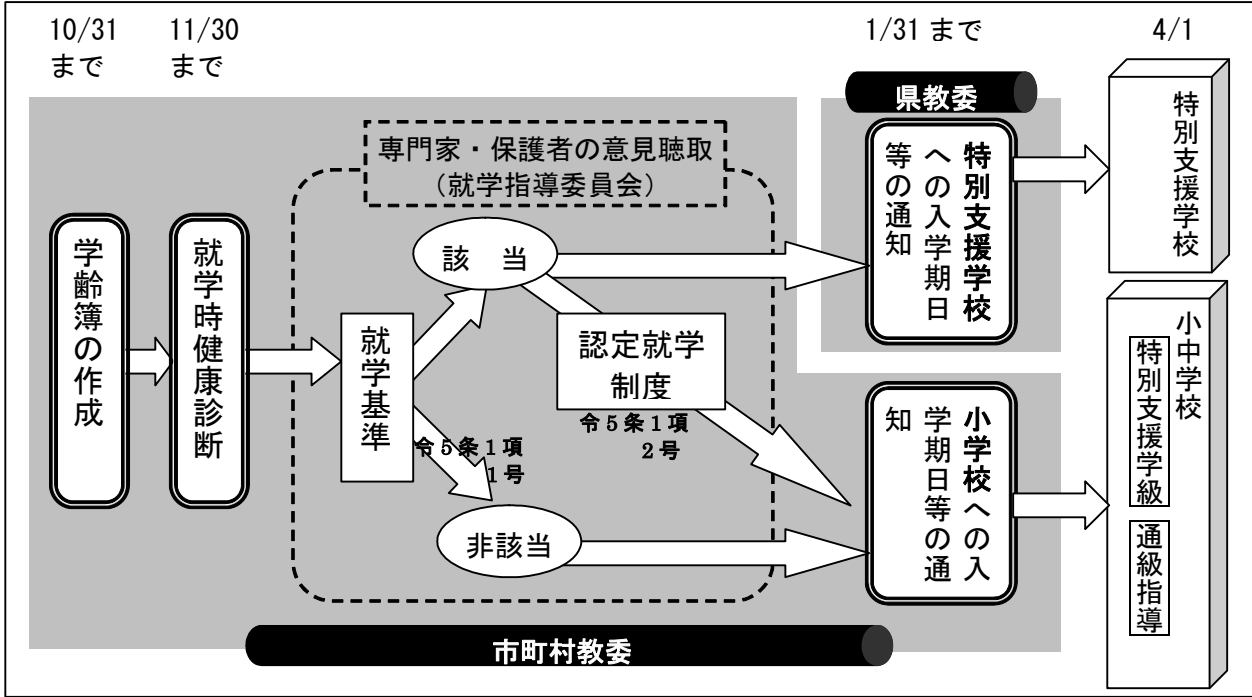 10/31
まで
11/30
まで
1/31 まで
4/1
県教委
専門家・保護者の意見聴取
(就学指導委員会)
学齢簿の作成
就学時健康診断
就学基準
該 当
非該当
令5条1項
1号
認定就学
制度
令5条1項
2号
特別支援学校
への入学期日
等の通知
小学校への入
学期日等の通
知
特別支援学校
小中学校
特別支援学級
通級指導
市町村教委